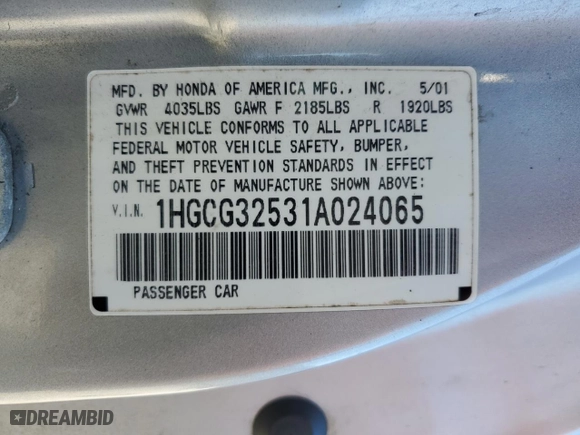 MFD. BY HONDA OF AMERICA MFG., INC. 5/01
GVWR 4035LBS GAWR F 2185LBS R 1920LBS
THIS VEHICLE CONFORMS TO ALL APPLICABLE
FEDERAL MOTOR VEHICLE SAFETY, BUMPER,
AND THEFT PREVENTION STANDARDS IN EFFECT
ON THE DATE OF MANUFACTURE SHOWN ABOVE:
V.I.N. 1HGCG32531A024065
PASSENGER CAR
DREAMBID